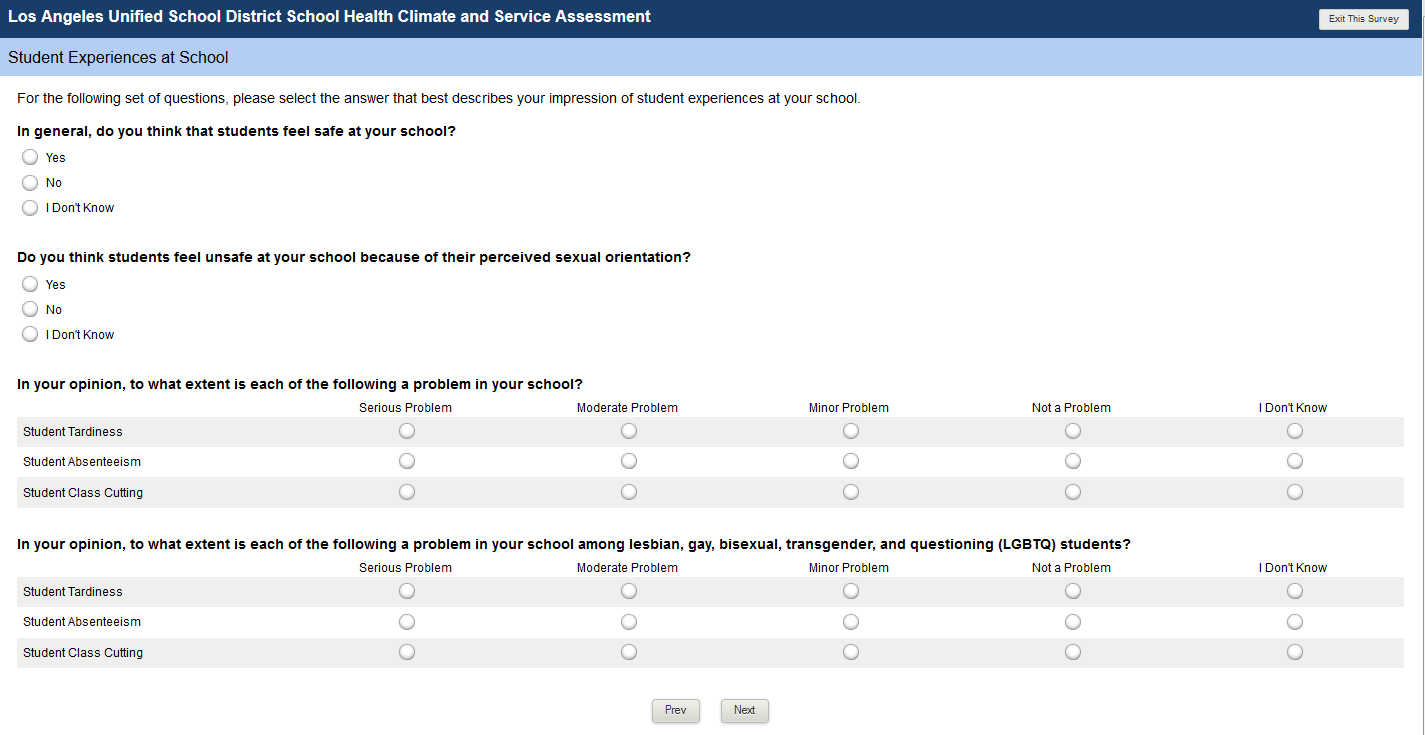 Los Angeles Unified School District School Health Climate and Service Assessment
Exit This Survey
Student Experiences at School
For the following set of questions, please select the answer that best describes your impression of student experiences at your school.
In general, do you think that students feel safe at your school?
Yes
No
I Don't Know
Do you think students feel unsafe at your school because of their perceived sexual orientation?
Yes
No
I Don't Know
In your opinion, to what extent is each of the following a problem in your school?
Serious Problem Moderate Problem Minor Problem Not a Problem I Don't Know
Student Tardiness
Student Absenteeism
Student Class Cutting
In your opinion, to what extent is each of the following a problem in your school among lesbian, gay, bisexual, transgender, and questioning (LGBTQ) students?
Serious Problem Moderate Problem Minor Problem Not a Problem I Don't Know
Student Tardiness
Student Absenteeism
Student Class Cutting
Prev Next